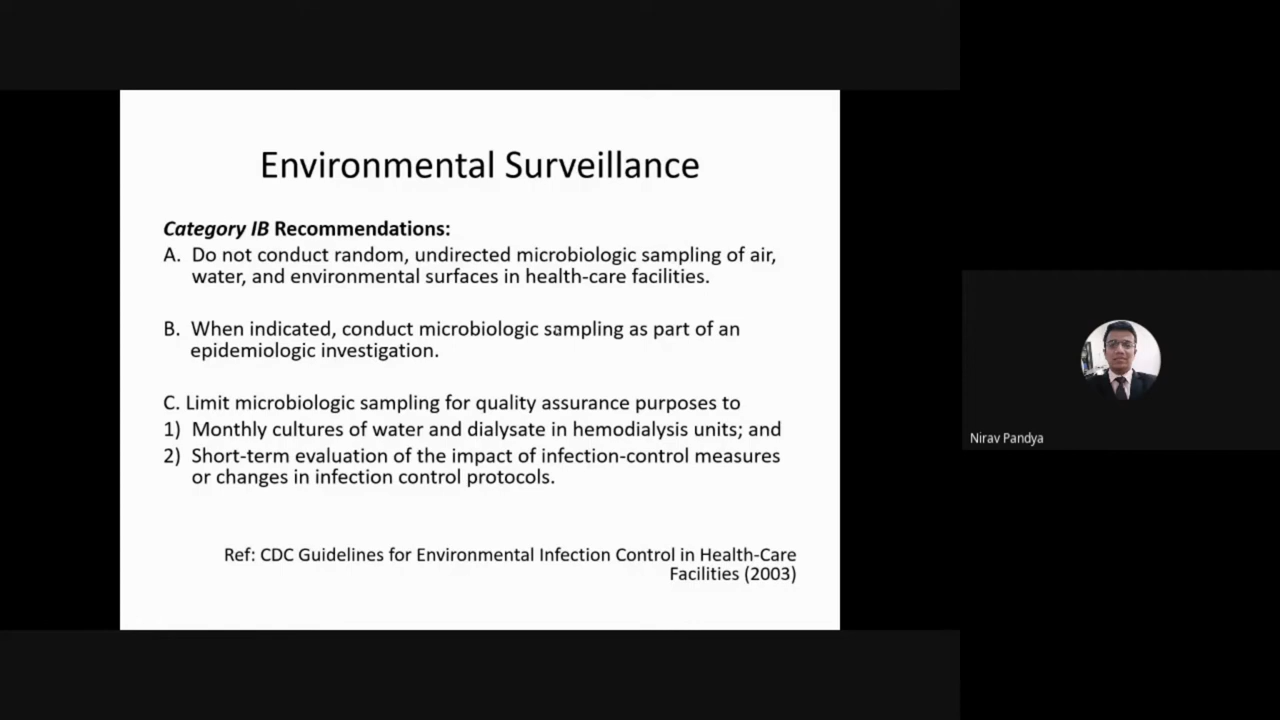 Environmental Surveillance
Category IB Recommendations:
A. Do not conduct random, undirected microbiologic sampling of air,
water, and environmental surfaces in health-care facilities.
B. When indicated, conduct microbiologic sampling as part of an
epidemiologic investigation.
C. Limit microbiologic sampling for quality assurance purposes to
1) Monthly cultures of water and dialysate in hemodialysis units; and
2) Short-term evaluation of the impact of infection-control measures
or changes in infection control protocols.
Ref: CDC Guidelines for Environmental Infection Control in Health-Care
Facilities (2003)
Nirav Pandya